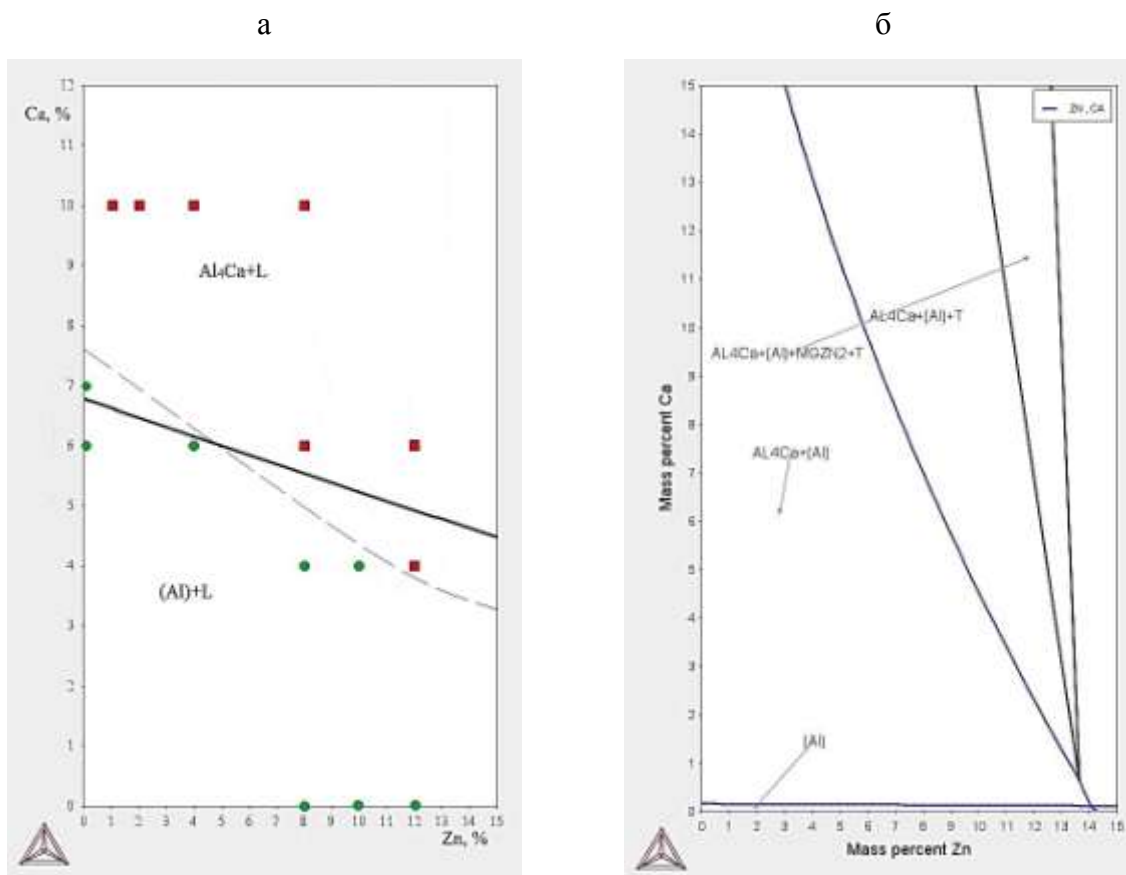 а
б
12
Ca, %
11
10
9
Al₄Ca+L
8
7
6
5
4
(Al)+L
3
2
1
0
0 1 2 3 4 5 6 7 8 9 10 11 12 13 14 15
Zn, %
15
ZN, CA
14
13
12
11
AL4Ca+(Al)+T
10
AL4Ca+(Al)+MGZN2+T
9
8
AL4Ca+(Al)
7
6
5
4
3
2
(Al)
1
0
Mass percent Ca
0 1 2 3 4 5 6 7 8 9 10 11 12 13 14 15
Mass percent Zn